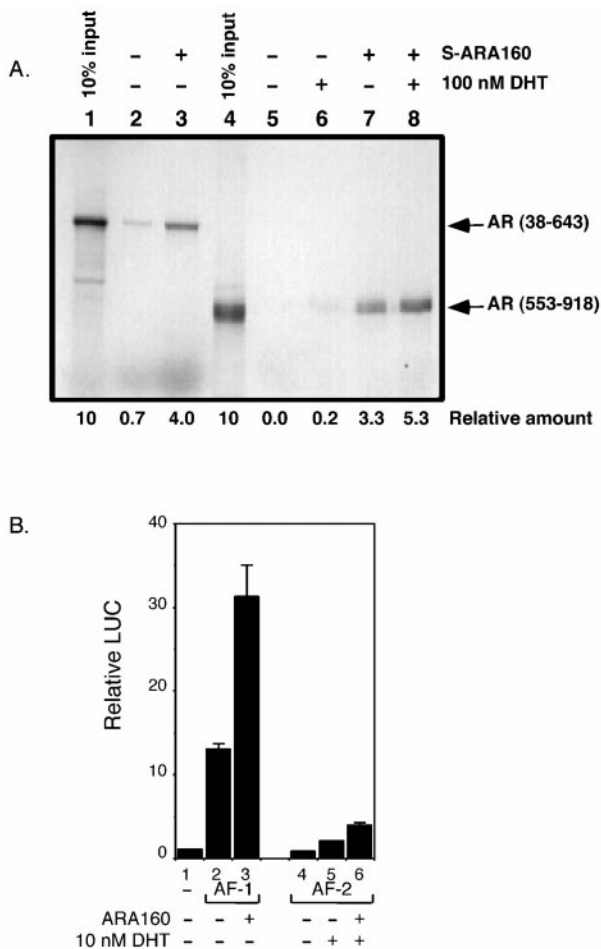 A.
10% input – + 10% input – – + + S-ARA160
– – – + – + 100 nM DHT
1 2 3 4 5 6 7 8
AR (38-643)
AR (553-918)
10 0.7 4.0 10 0.0 0.2 3.3 5.3 Relative amount
B.
Relative LUC
40
30
20
10
0
1 2 3 4 5 6
– AF-1 AF-2
ARA160 – – + – – +
10 nM DHT – – – – + +